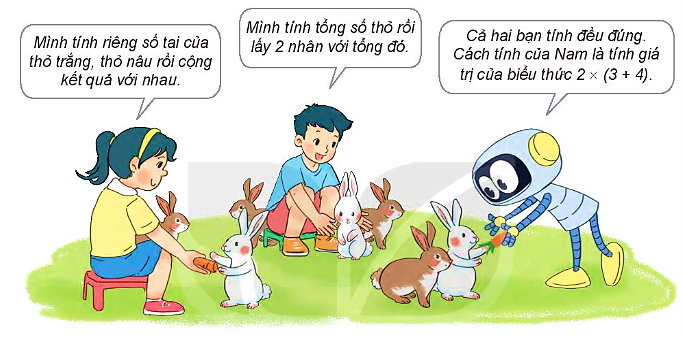 Mình tính riêng số tai của
thỏ trắng, thỏ nâu rồi cộng
kết quả với nhau.
Mình tính tổng số thỏ rồi
lấy 2 nhân với tổng đó.
Cả hai bạn tính đều đúng.
Cách tính của Nam là tính giá
trị của biểu thức 2 × (3 + 4).